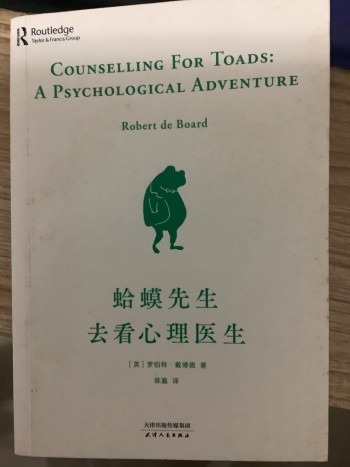 Routledge
Taylor & Francis Group
COUNSELLING FOR TOADS:
A PSYCHOLOGICAL ADVENTURE
Robert de Board
蛤蟆先生
去看心理医生
[英] 罗伯特·戴博德 著
陈赢 译
天津出版传媒集团
天津人民出版社